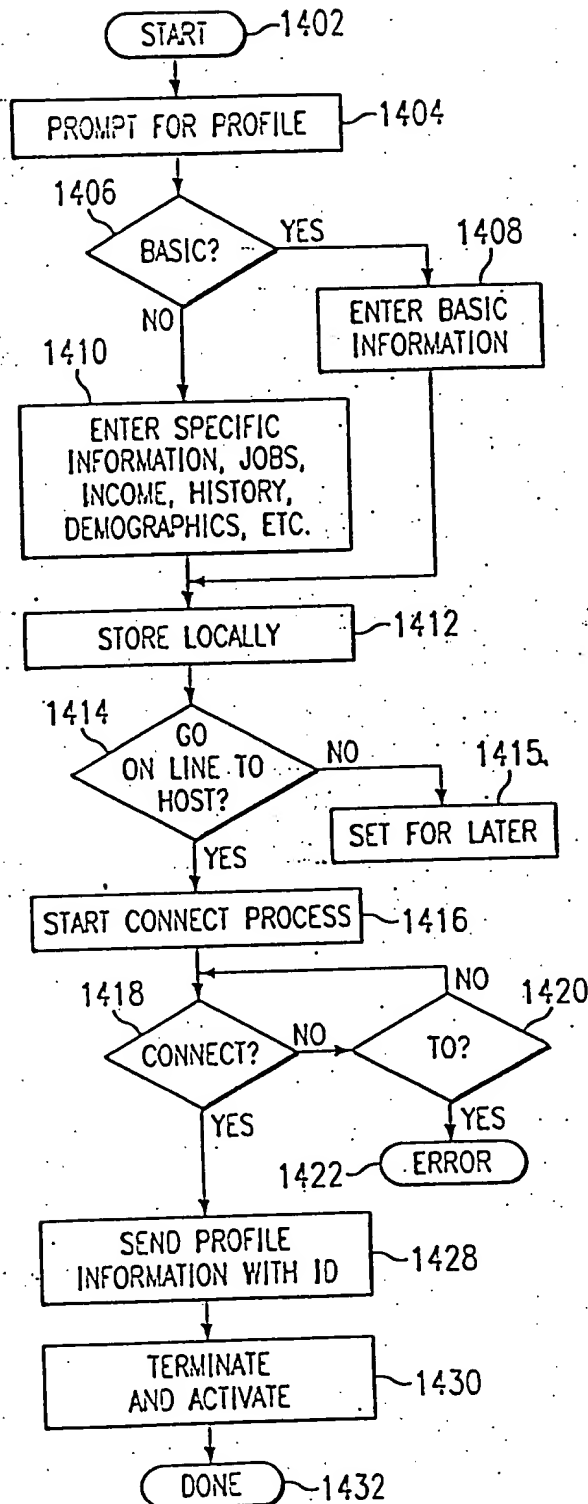 START
1402
PROMPT FOR PROFILE
1404
1406
BASIC?
YES
NO
1408
ENTER BASIC
INFORMATION
1410
ENTER SPECIFIC
INFORMATION, JOBS,
INCOME, HISTORY,
DEMOGRAPHICS, ETC.
STORE LOCALLY
1412
1414
GO
ON LINE TO
HOST?
NO
YES
1415
SET FOR LATER
START CONNECT PROCESS
1416
1418
CONNECT?
NO
YES
TO?
1420
NO
YES
1422
ERROR
SEND PROFILE
INFORMATION WITH ID
1428
TERMINATE
AND ACTIVATE
1430
DONE
1432